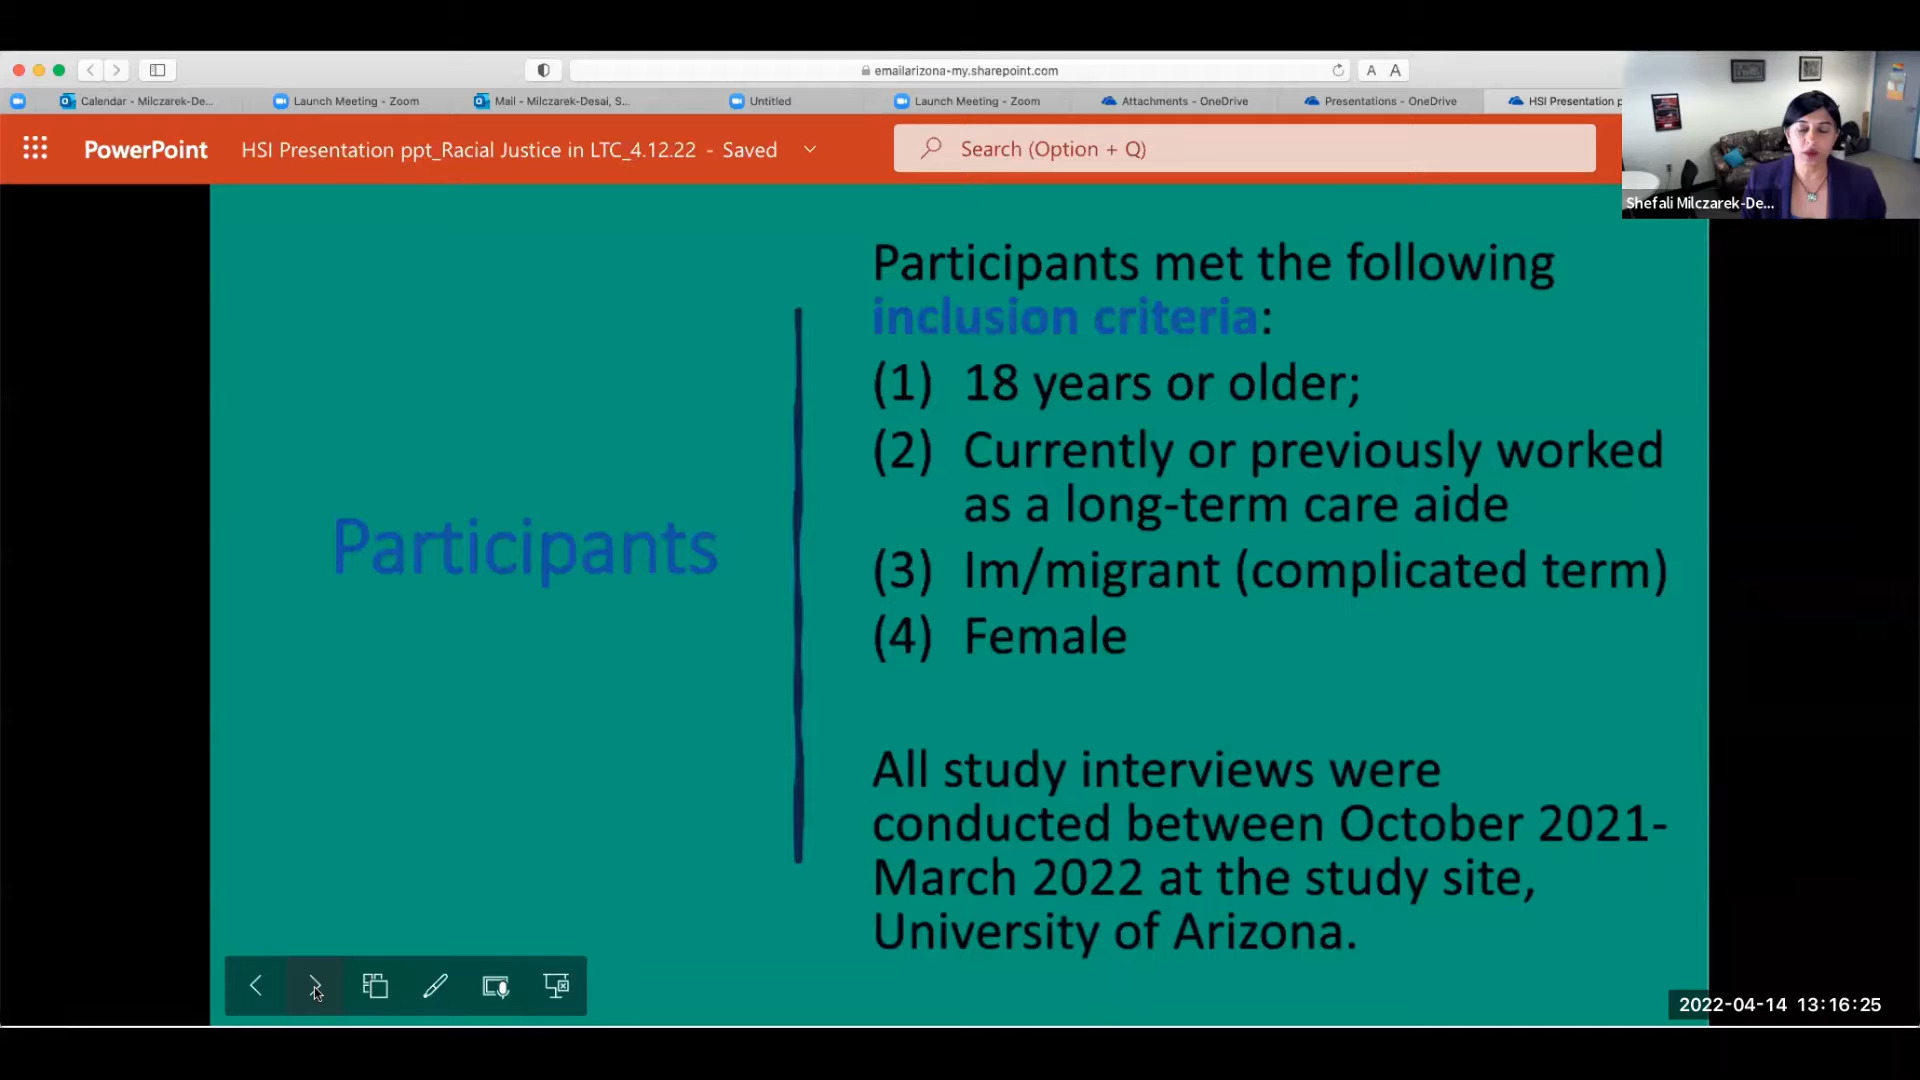 emailarizona-my.sharepoint.com
A A
Calendar - Milczarek-De...
Launch Meeting - Zoom
Mail - Milczarek-Desai, S...
Untitled
Launch Meeting - Zoom
Attachments - OneDrive
Presentations - OneDrive
HSI Presentation p
PowerPoint
HSI Presentation ppt_Racial Justice in LTC_4.12.22 - Saved
Search (Option + Q)
Shefali Milczarek-De...
Participants
Participants met the following
inclusion criteria:
(1) 18 years or older;
(2) Currently or previously worked
as a long-term care aide
(3) Im/migrant (complicated term)
(4) Female
All study interviews were
conducted between October 2021-
March 2022 at the study site,
University of Arizona.
2022-04-14 13:16:25